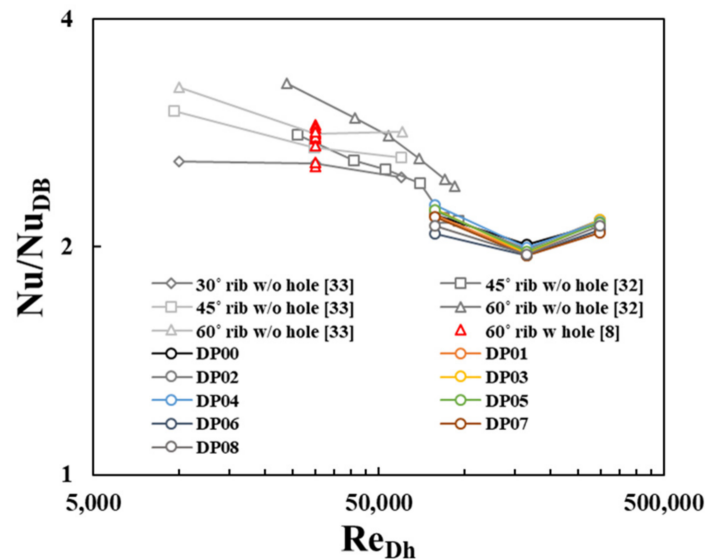 4
Nu/Nu_DB
2
30° rib w/o hole [33] 45° rib w/o hole [32]
45° rib w/o hole [33] 60° rib w/o hole [32]
60° rib w/o hole [33] 60° rib w hole [8]
DP00 DP01
DP02 DP03
DP04 DP05
DP06 DP07
DP08
1
5,000 50,000 500,000
Re_Dh